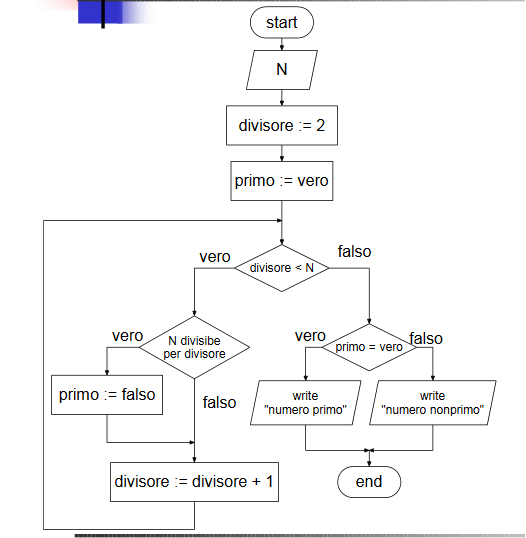 start
N
divisore := 2
primo := vero
vero
divisore < N
falso
vero
N divisibe
per divisore
primo := falso
falso
divisore := divisore + 1
vero
primo = vero
falso
write
"numero primo"
write
"numero nonprimo"
end